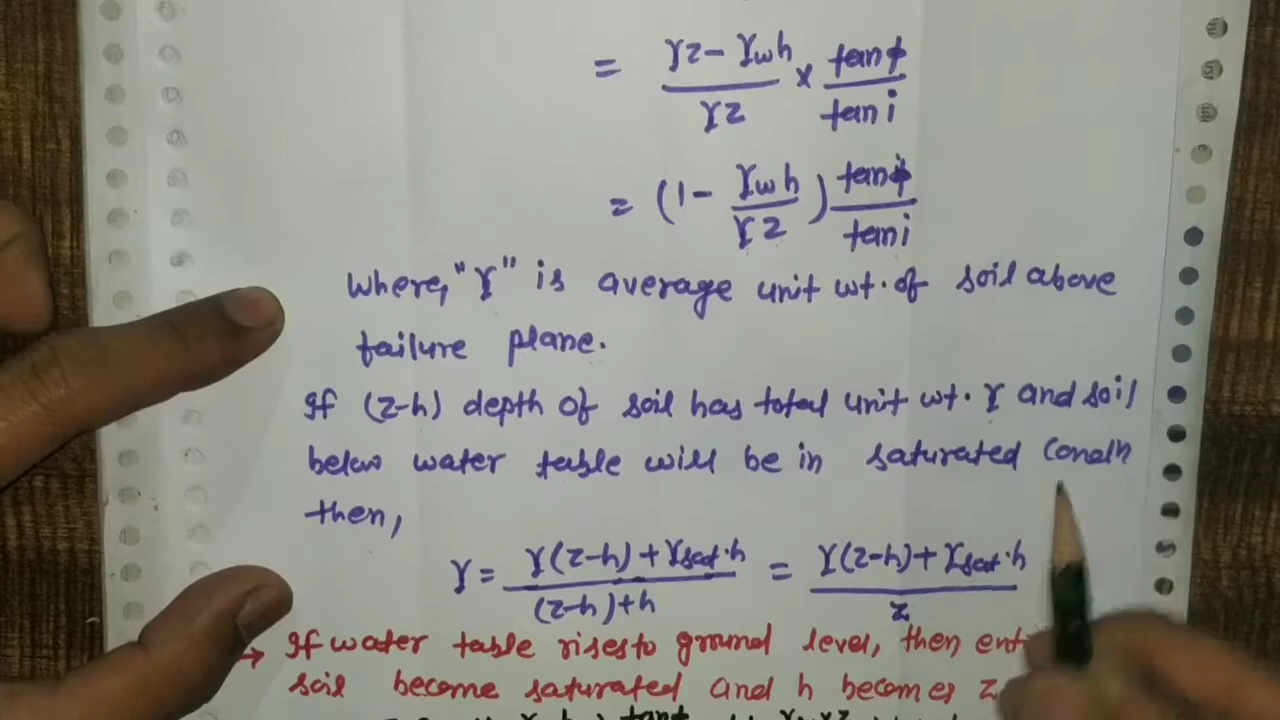 = γz - γwh / γz × tanφ / tan i
= (1 - γwh / γz) tanφ / tan i
Where, "γ" is average unit wt. of soil above
failure plane.
If (z-h) depth of soil has total unit wt. γ and soil
below water table will be in saturated condn
then,
γ = γ(z-h) + γsat.h / (z-h)+h = γ(z-h) + γsat.h / z
→ If water table rises to ground level, then
soil become saturated and h becomes z